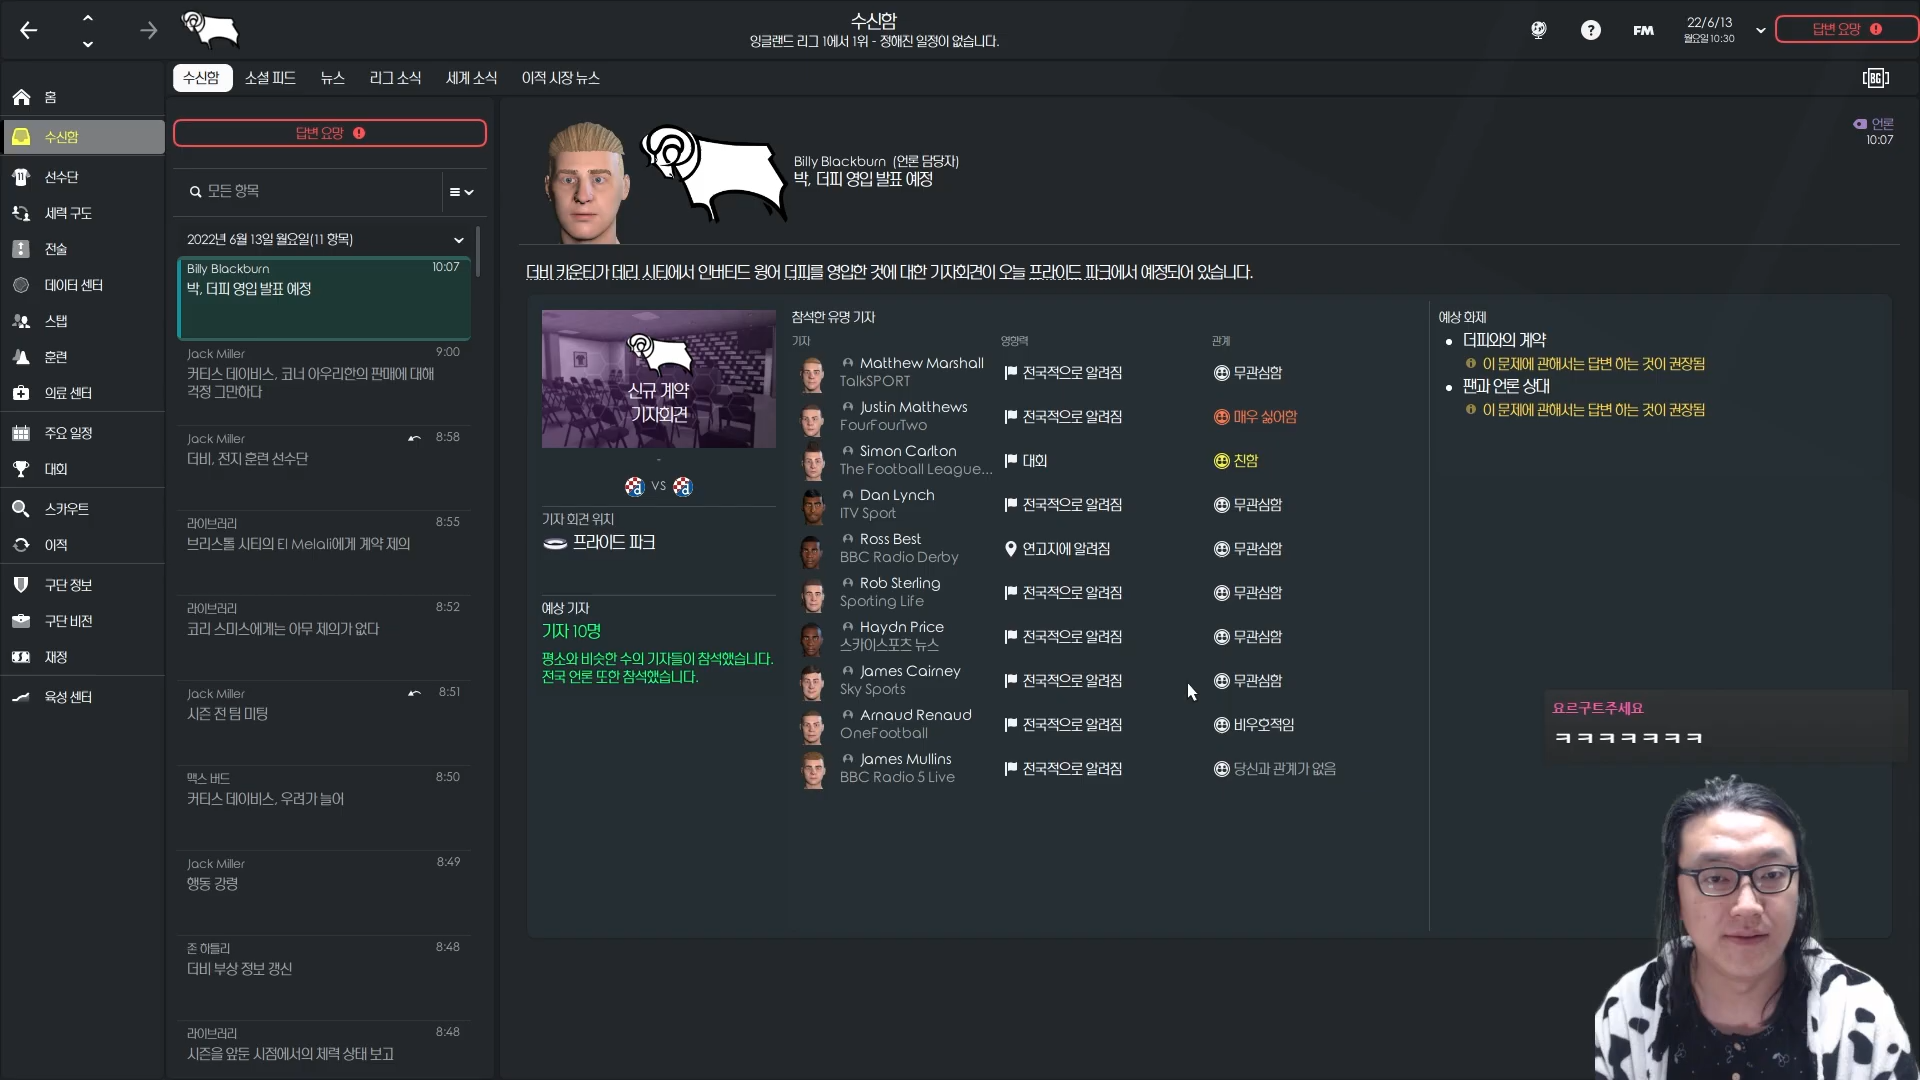 수신함
잉글랜드 리그 1에서 1위 - 정해진 일정이 없습니다.
FM
22/6/13
월요일 10:30
답변 요망
수신함
소셜 피드
뉴스
리그 소식
세계 소식
이적 시장 뉴스
BG
홈
수신함
선수단
세력 구도
전술
데이터 센터
스탭
훈련
의료 센터
주요 일정
대회
스카우트
이적
구단 정보
구단 비전
재정
육성 센터
답변 요망
모든 항목
2022년 6월 13일 월요일(11 항목)
Billy Blackburn 10:07
박, 더피 영입 발표 예정
Jack Miller 9:00
커티스 데이비스, 코너 아우리한의 판매에 대해
걱정 그만하다
Jack Miller 8:58
더비, 전지 훈련 선수단
라이브러리 8:55
브리스톨 시티의 El Melali에게 계약 제의
라이브러리 8:52
코리 스미스에게는 아무 제의가 없다
Jack Miller 8:51
시즌 전 팀 미팅
맥스 버드 8:50
커티스 데이비스, 우려가 늘어
Jack Miller 8:49
행동 강령
존 히틀리 8:48
더비 부상 정보 갱신
라이브러리 8:48
시즌을 앞둔 시점에서의 체력 상태 보고
Billy Blackburn (언론 담당자)
박, 더피 영입 발표 예정
언론
10:07
더비 카운티가 데리 시티에서 인버티드 윙어 더피를 영입한 것에 대한 기자회견이 오늘 프라이드 파크에서 예정되어 있습니다.
신규 계약
기자회견
-
VS
기자 회견 위치
프라이드 파크
예상 기자
기자 10명
평소와 비슷한 수의 기자들이 참석했습니다.
전국 언론 또한 참석했습니다.
참석한 유명 기자
기자 영향력 관계
Matthew Marshall
TalkSPORT
전국적으로 알려짐 무관심함
Justin Matthews
FourFourTwo
전국적으로 알려짐 매우 싫어함
Simon Carlton
The Football League...
대회 친함
Dan Lynch
ITV Sport
전국적으로 알려짐 무관심함
Ross Best
BBC Radio Derby
연고지에 알려짐 무관심함
Rob Sterling
Sporting Life
전국적으로 알려짐 무관심함
Haydn Price
스카이스포츠 뉴스
전국적으로 알려짐 무관심함
James Cairney
Sky Sports
전국적으로 알려짐 무관심함
Arnaud Renaud
OneFootball
전국적으로 알려짐 비우호적임
James Mullins
BBC Radio 5 Live
전국적으로 알려짐 당신과 관계가 없음
예상 화제
더피와의 계약
이 문제에 관해서는 답변 하는 것이 권장됨
팬과 언론 상대
이 문제에 관해서는 답변 하는 것이 권장됨
요르구트주세요
ㅋㅋㅋㅋㅋㅋㅋ